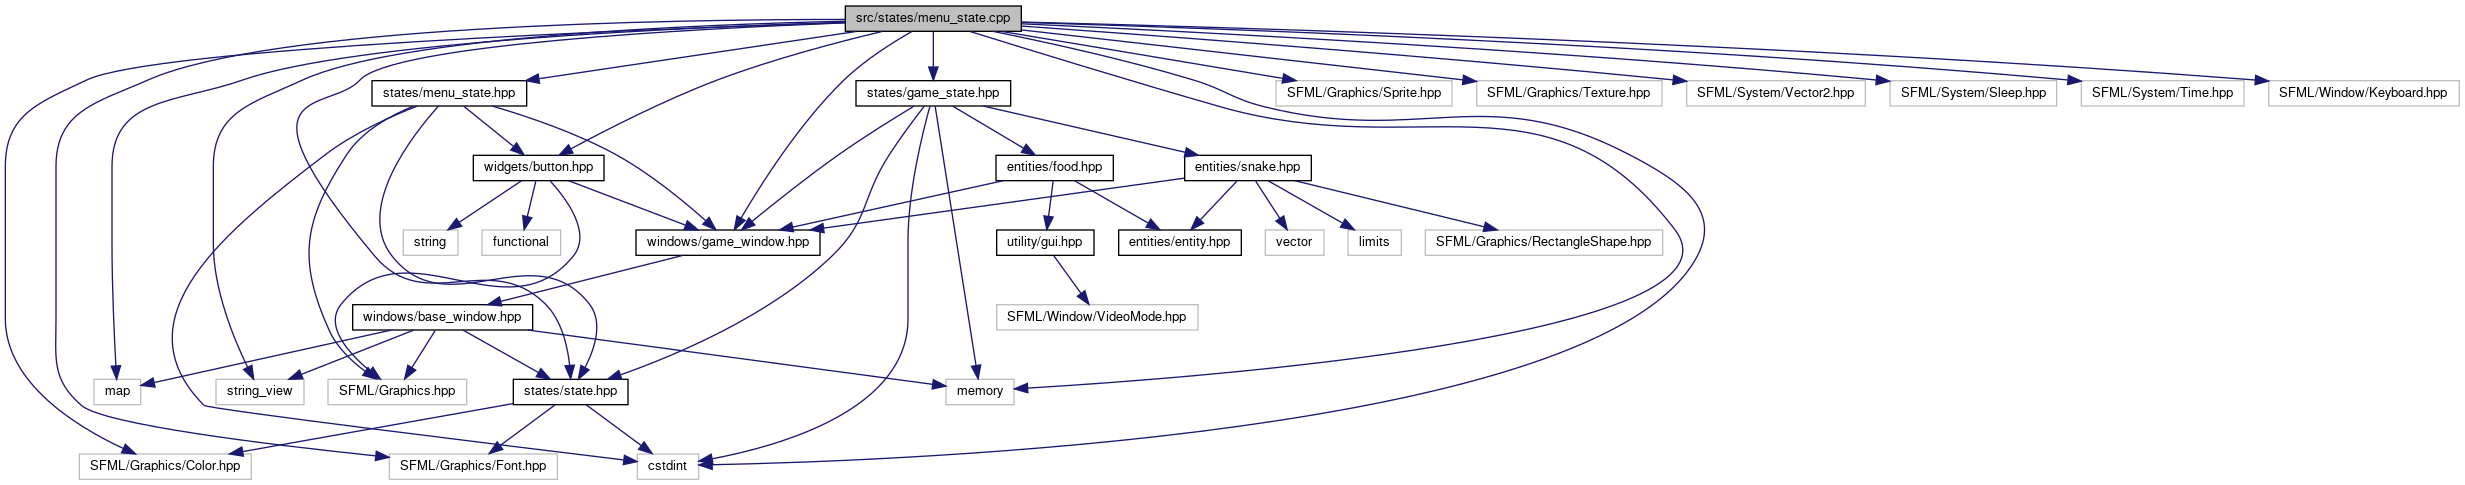 src/states/menu_state.cpp
states/menu_state.hpp
states/game_state.hpp
SFML/Graphics/Sprite.hpp
SFML/Graphics/Texture.hpp
SFML/System/Vector2.hpp
SFML/System/Sleep.hpp
SFML/System/Time.hpp
SFML/Window/Keyboard.hpp
widgets/button.hpp
entities/food.hpp
entities/snake.hpp
string
functional
windows/game_window.hpp
utility/gui.hpp
entities/entity.hpp
vector
limits
SFML/Graphics/RectangleShape.hpp
windows/base_window.hpp
SFML/Window/VideoMode.hpp
map
string_view
SFML/Graphics.hpp
states/state.hpp
memory
SFML/Graphics/Color.hpp
SFML/Graphics/Font.hpp
cstdint